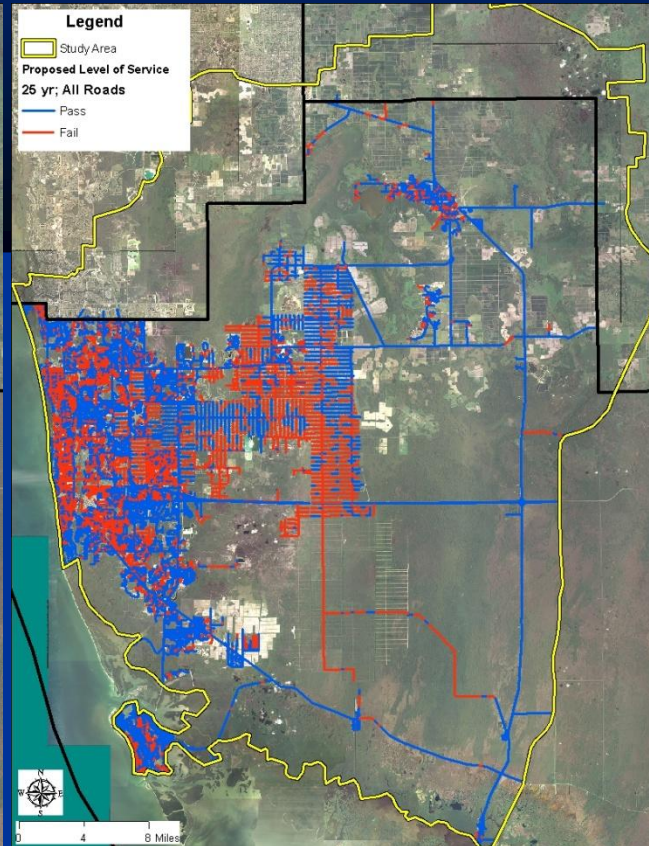 Legend
Study Area
Proposed Level of Service
25 yr; All Roads
Pass
Fail
N
W E
S
0 4 8 Miles